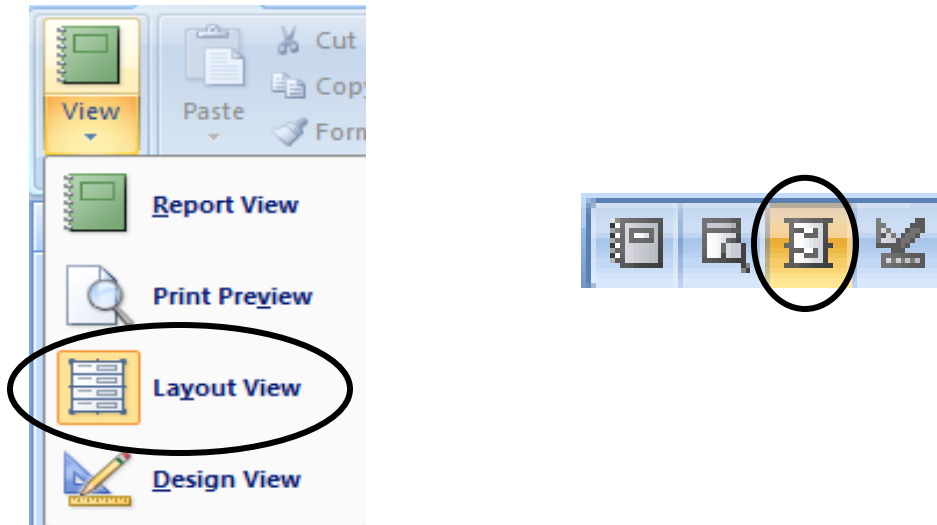 Cut
View
Paste
Copy
Form
Report View
Print Preview
Layout View
Design View